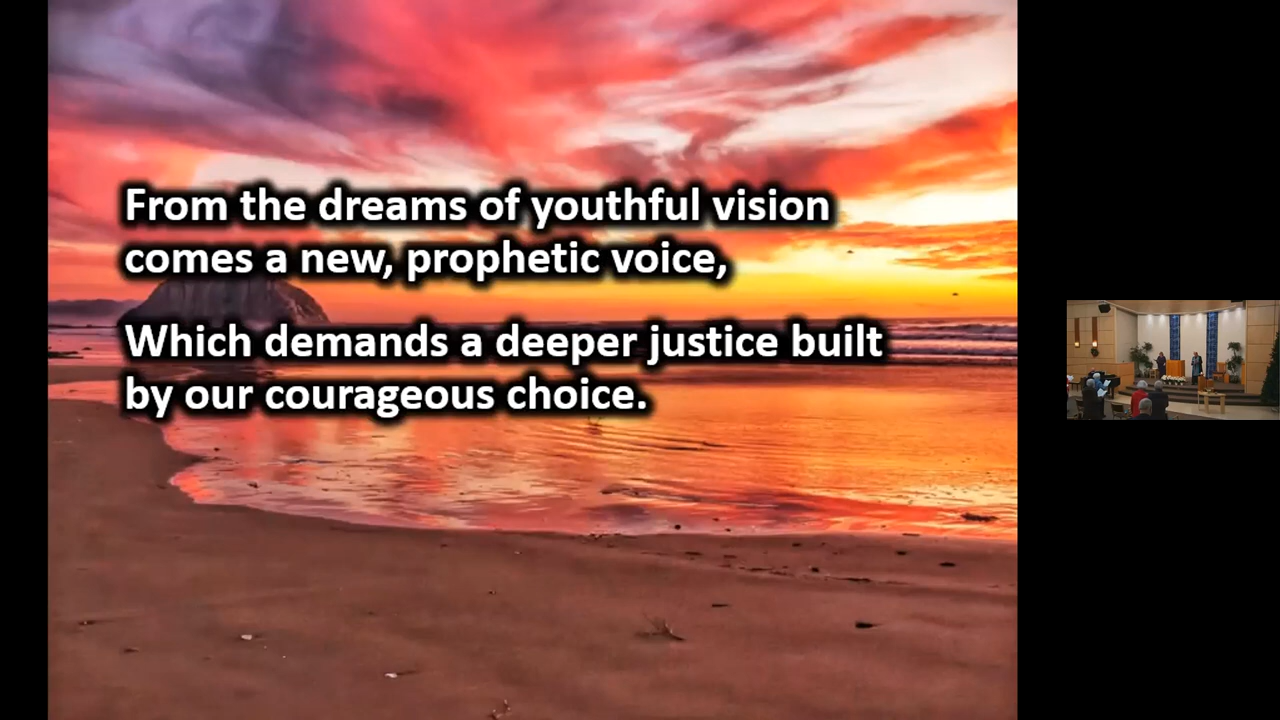 From the dreams of youthful vision
comes a new, prophetic voice,
Which demands a deeper justice built
by our courageous choice.